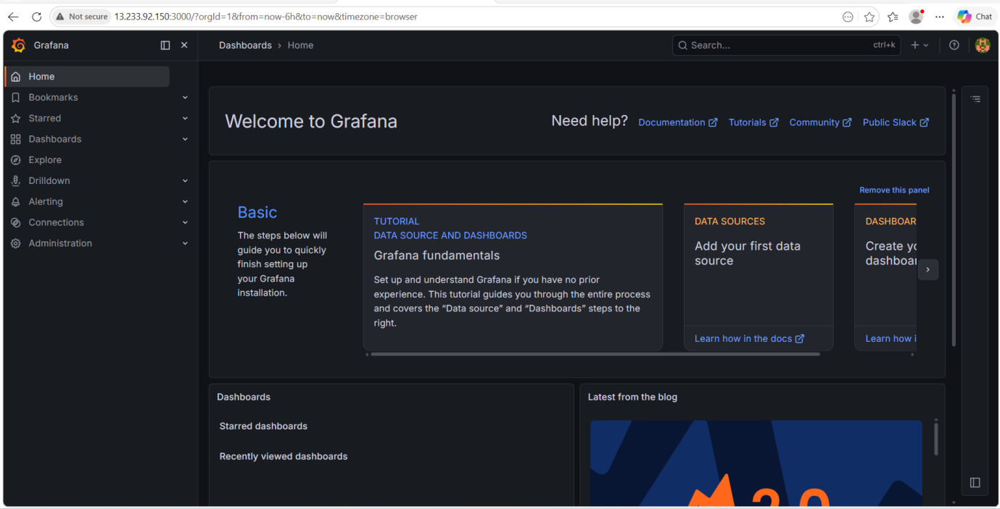 Not secure
13.233.92.150:3000/?orgId=1&from=now-6h&to=now&timezone=browser
Chat
Grafana
Dashboards › Home
Search...
ctrl+k
Home
Bookmarks
Starred
Dashboards
Explore
Drilldown
Alerting
Connections
Administration
Welcome to Grafana
Need help?
Documentation
Tutorials
Community
Public Slack
Remove this panel
Basic
The steps below will
guide you to quickly
finish setting up
your Grafana
installation.
TUTORIAL
DATA SOURCE AND DASHBOARDS
Grafana fundamentals
Set up and understand Grafana if you have no prior
experience. This tutorial guides you through the entire process
and covers the “Data source” and “Dashboards” steps to the
right.
DATA SOURCES
Add your first data
source
Learn how in the docs
DASHBOAR
Create yo
dashboar
Learn how i
Dashboards
Starred dashboards
Recently viewed dashboards
Latest from the blog